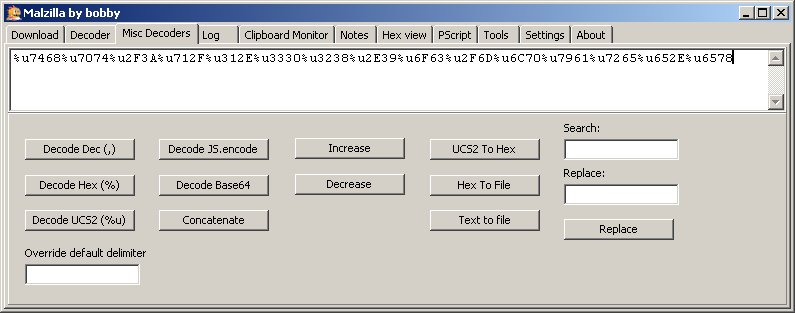 Malzilla by bobby
Download Decoder Misc Decoders Log Clipboard Monitor Notes Hex view PScript Tools Settings About
%u7468%u7074%u2F3A%u712F%u312E%u3330%u3238%u2E39%u6F63%u2F6D%u6C70%u7961%u7265%u652E%u6578
Search:
Decode Dec (,) Decode JS.encode Increase UCS2 To Hex
Replace:
Decode Hex (%) Decode Base64 Decrease Hex To File
Decode UCS2 (%u) Concatenate Text to file Replace
Override default delimiter